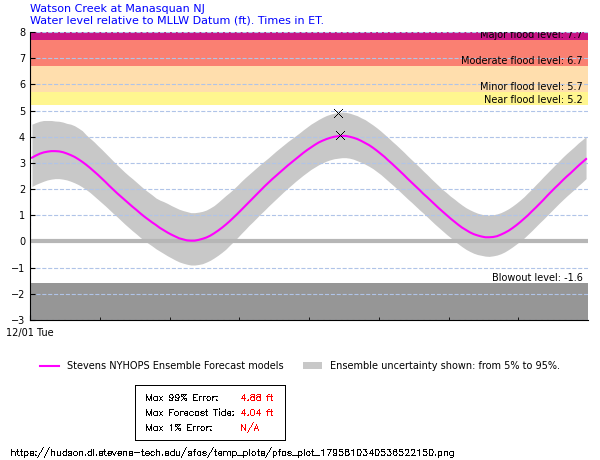 Watson Creek at Manasquan NJ
Water level relative to MLLW Datum (ft). Times in ET.
8
Major flood level: 7.7
7
Moderate flood level: 6.7
6
Minor flood level: 5.7
Near flood level: 5.2
5
4
3
2
1
0
−1
Blowout level: -1.6
−2
−3
12/01 Tue
Stevens NYHOPS Ensemble Forecast models
Ensemble uncertainty shown: from 5% to 95%.
Max 99% Error: 4.88 ft
Max Forecast Tide: 4.04 ft
Max 1% Error: N/A
https://hudson.dl.stevens-tech.edu/sfas/temp_plots/pfas_plot_1795810340536522150.png